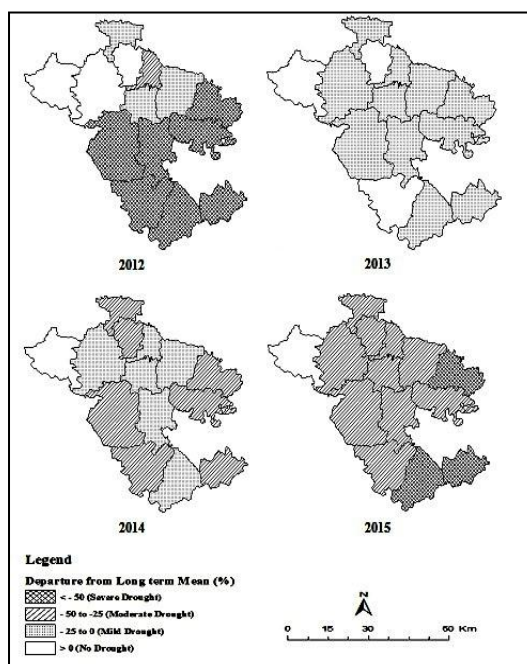 2012
2013
2014
2015
Legend
Departure from Long term Mean (%)
< - 50 (Severe Drought)
- 50 to -25 (Moderate Drought)
- 25 to 0 (Mild Drought)
> 0 (No Drought)
N
0 15 30 60 Km